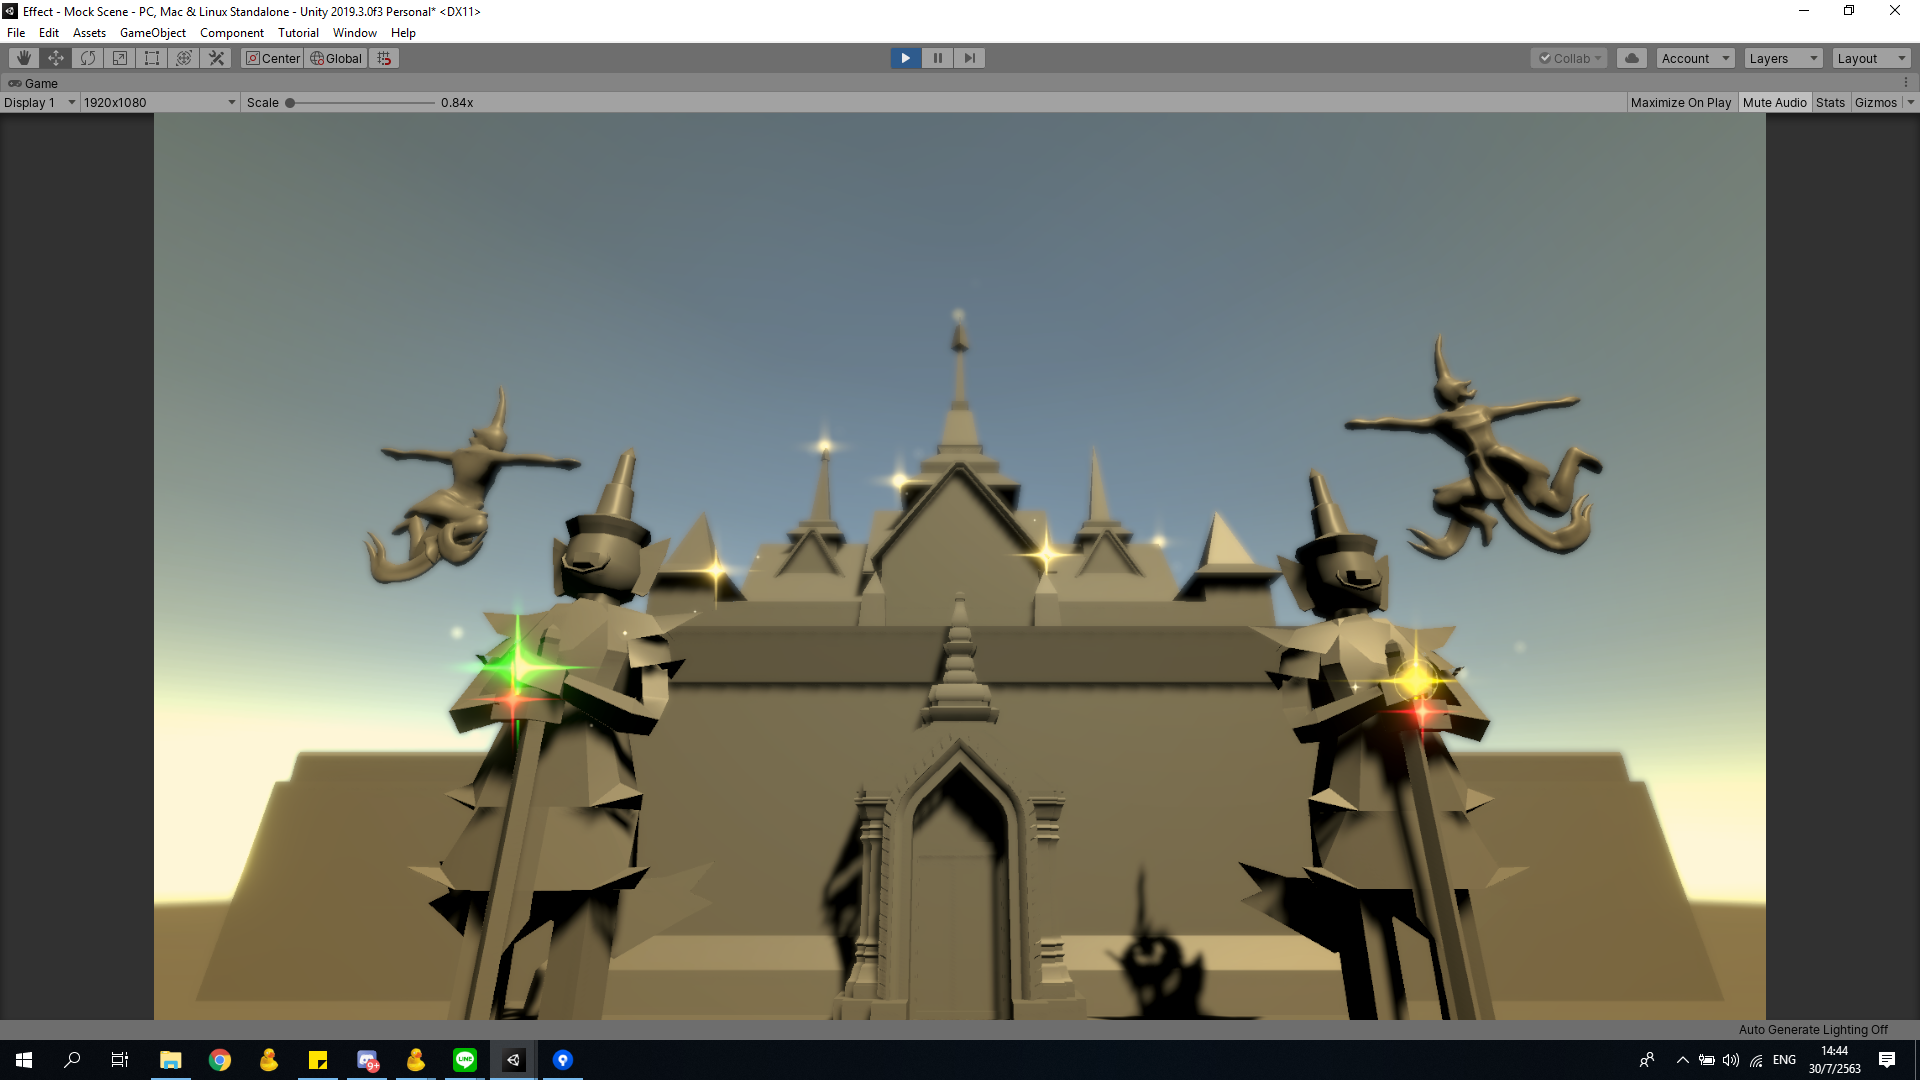 Effect - Mock Scene - PC, Mac & Linux Standalone - Unity 2019.3.0f3 Personal* <DX11>
File Edit Assets GameObject Component Tutorial Window Help
Center Global Collab Account Layers Layout
Game
Display 1 1920x1080 Scale 0.84x Maximize On Play Mute Audio Stats Gizmos
Auto Generate Lighting Off
9+ LINE ENG 14:44
30/7/2563